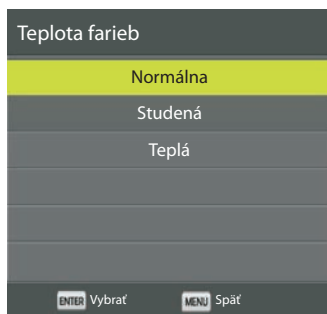 Teplota farieb
Normálna
Studená
Teplá
ENTER Vybrať MENU Späť